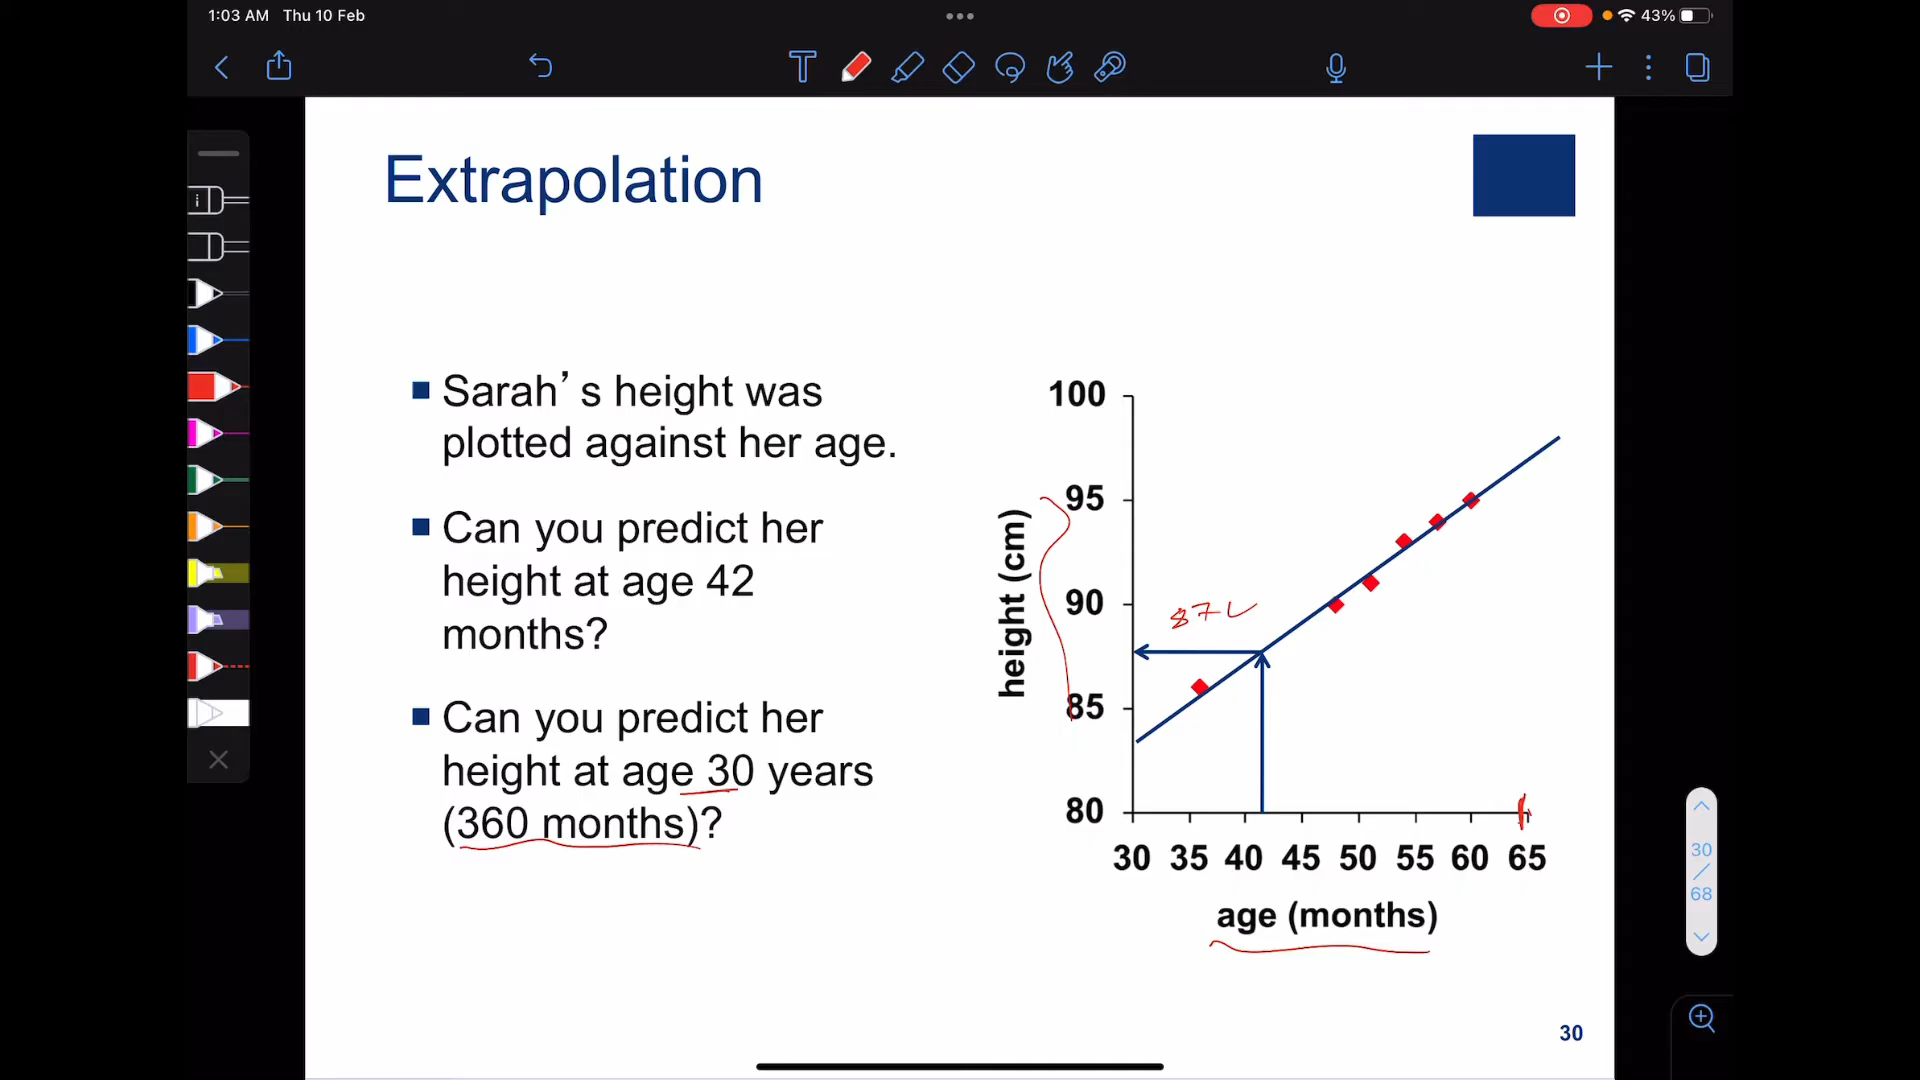 1:03 AM Thu 10 Feb
43%
Extrapolation
Sarah’s height was
plotted against her age.
Can you predict her
height at age 42
months?
Can you predict her
height at age 30 years
(360 months)?
100
95
90
85
80
height (cm)
87
30 35 40 45 50 55 60 65
age (months)
30
30
68